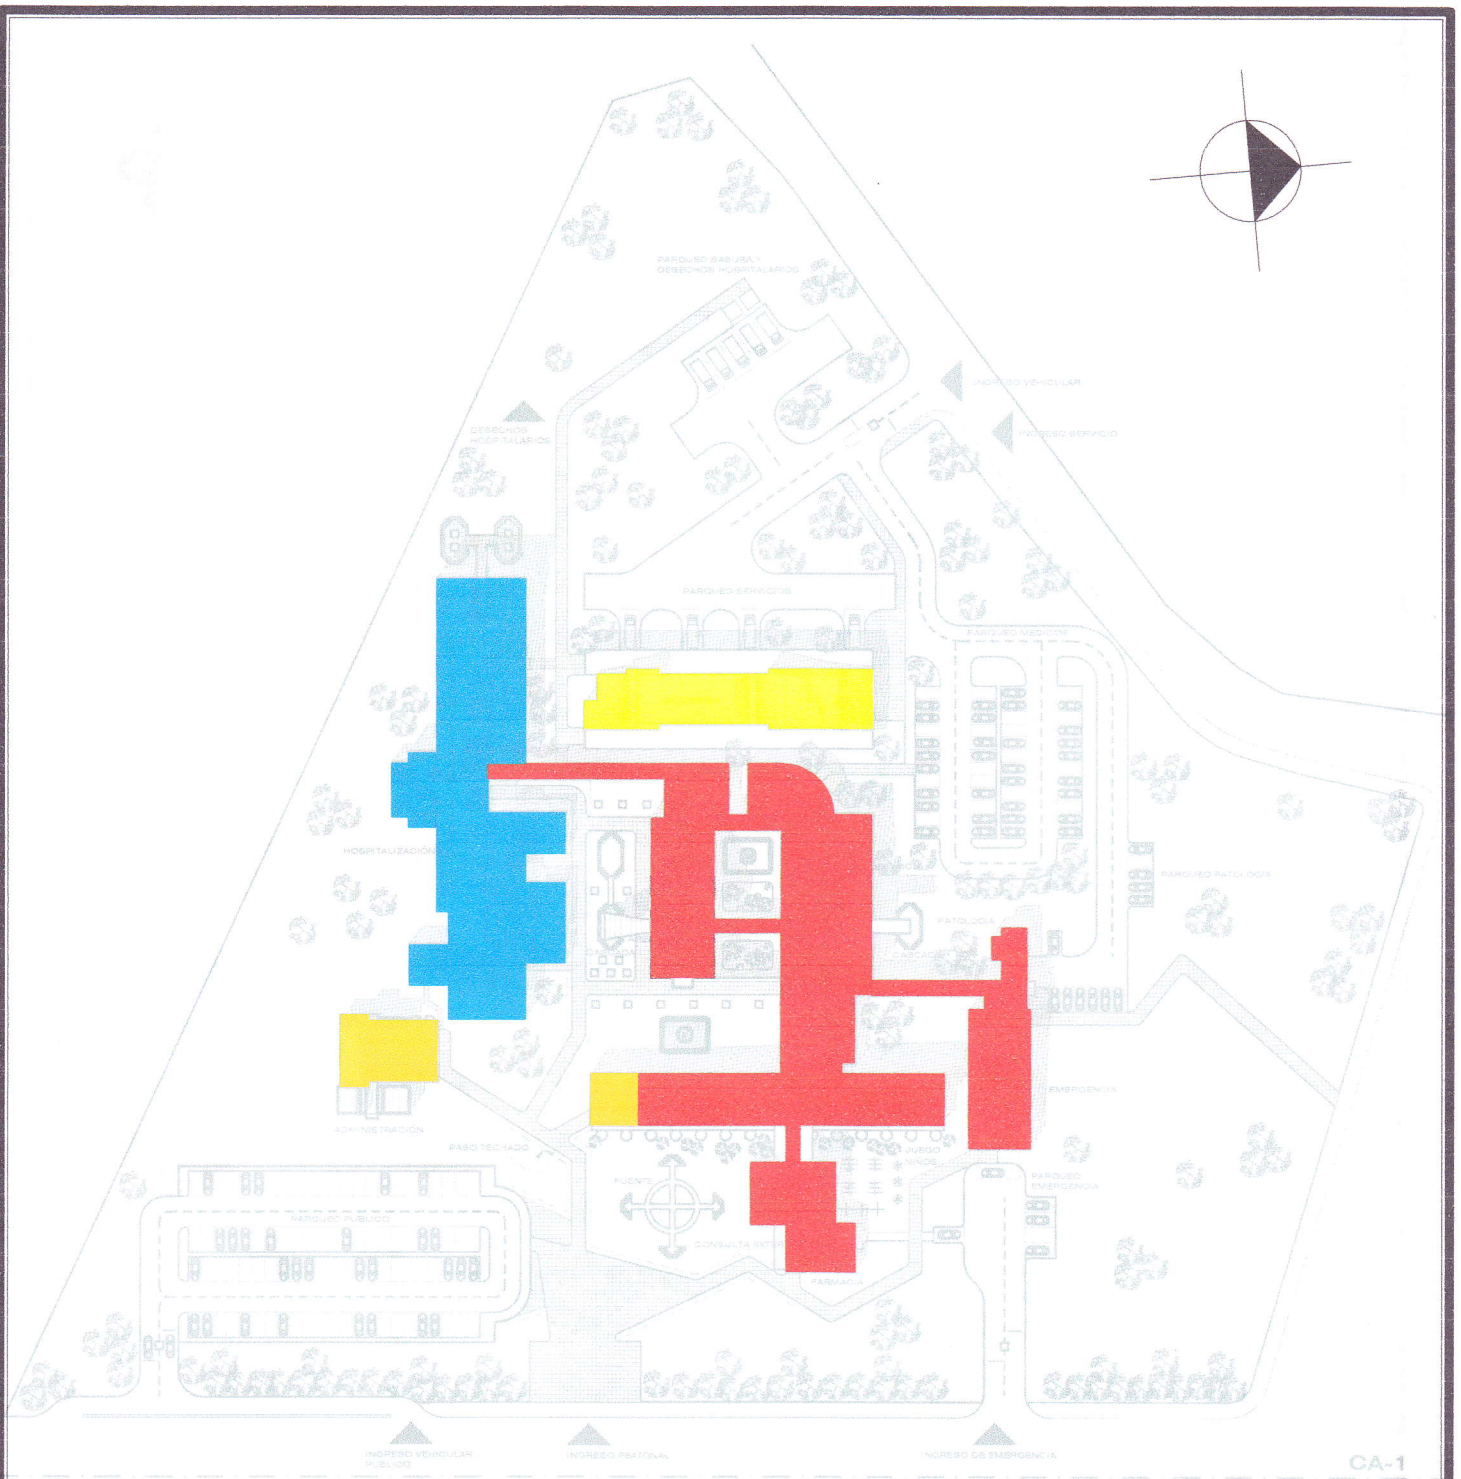 PARQUEO BASURA Y
DESECHOS HOSPITALARIOS
INGRESO VEHICULAR
INGRESO SERVICIO
DESECHOS
HOSPITALARIOS
PARQUEO SERVICIOS
PARQUEO MEDICOS
HOSPITALIZACIÓN
PARQUEO PATOLOGIA
PATOLOGIA
EMERGENCIA
ADMINISTRACION
PASO TECHADO
JUEGO
NIÑOS
FUENTE
PARQUEO
EMERGENCIA
PARQUEO PUBLICO
CONSULTA EXTER
FARMACIA
INGRESO VEHICULAR
PUBLICO
INGRESO PEATONAL
INGRESO DE EMERGENCIA
CA-1